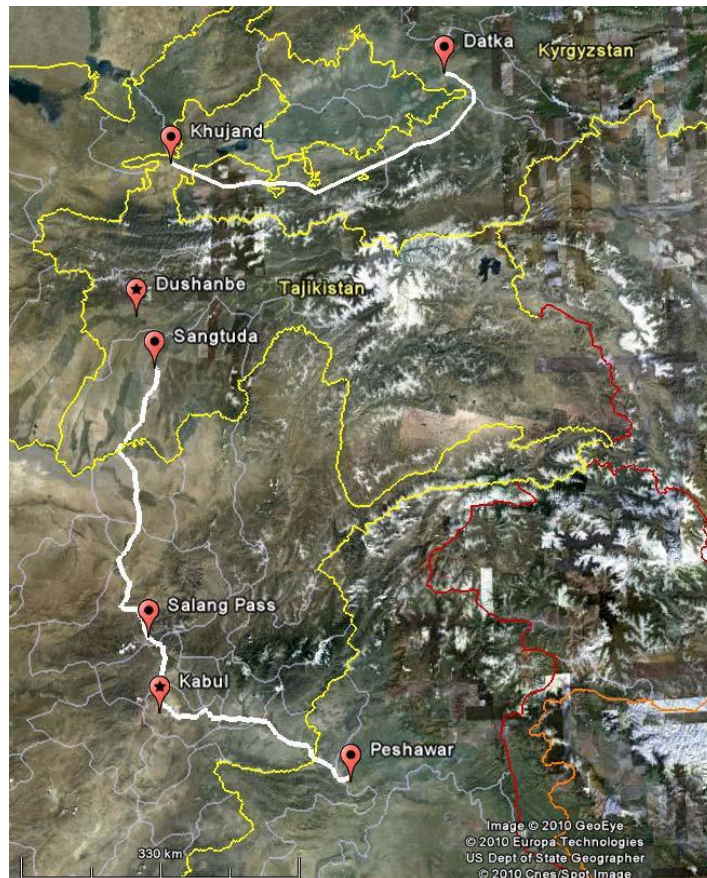 Datka
Kyrgyzstan
Khujand
Dushanbe
Tajikistan
Sangtuda
Salang Pass
Kabul
Peshawar
330 km
Image © 2010 GeoEye
© 2010 Europa Technologies
US Dept of State Geographer
© 2010 Cnes/Spot Image